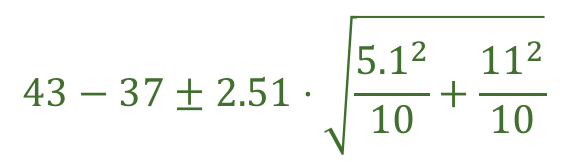 43 − 37 ± 2.51 · √(5.1²/10 + 11²/10)